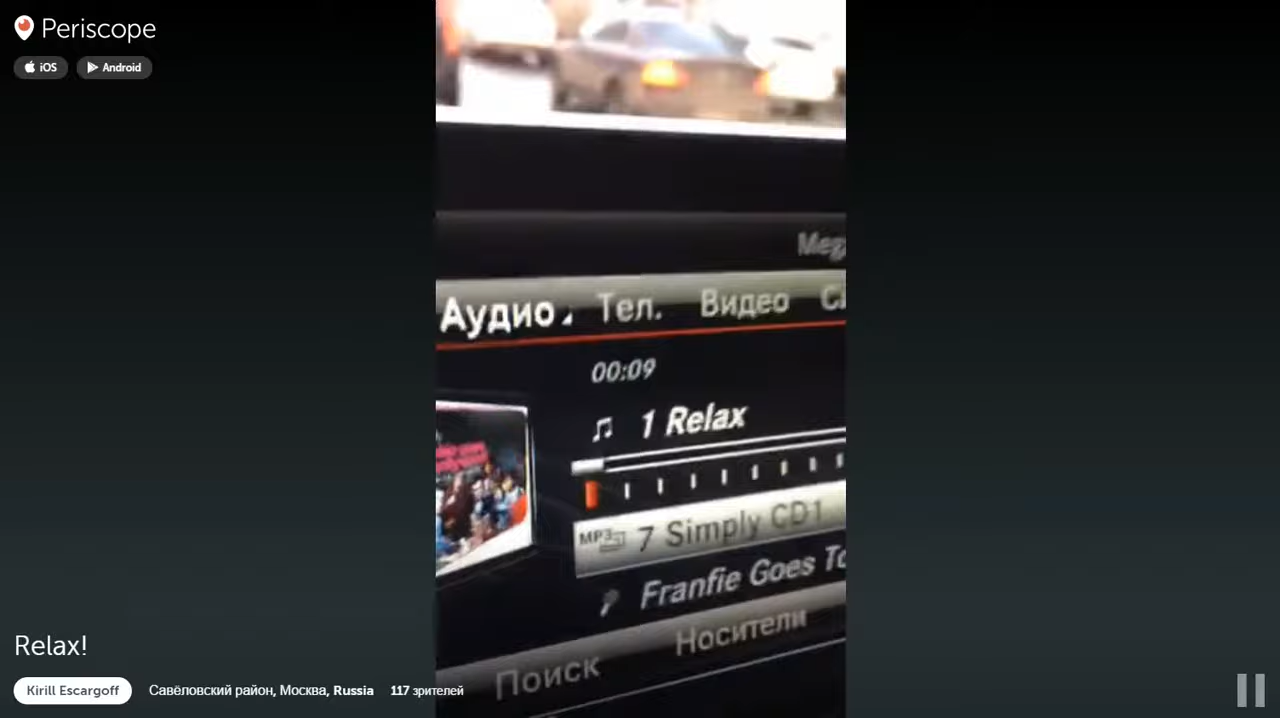 Periscope
iOS
Android
Meg
Аудио Тел. Видео
00:09
1 Relax
MP3 7 Simply CD1
Franfie Goes To
Носители
Поиск
Relax!
Kirill Escargoff
Савёловский район, Москва, Russia 117 зрителей